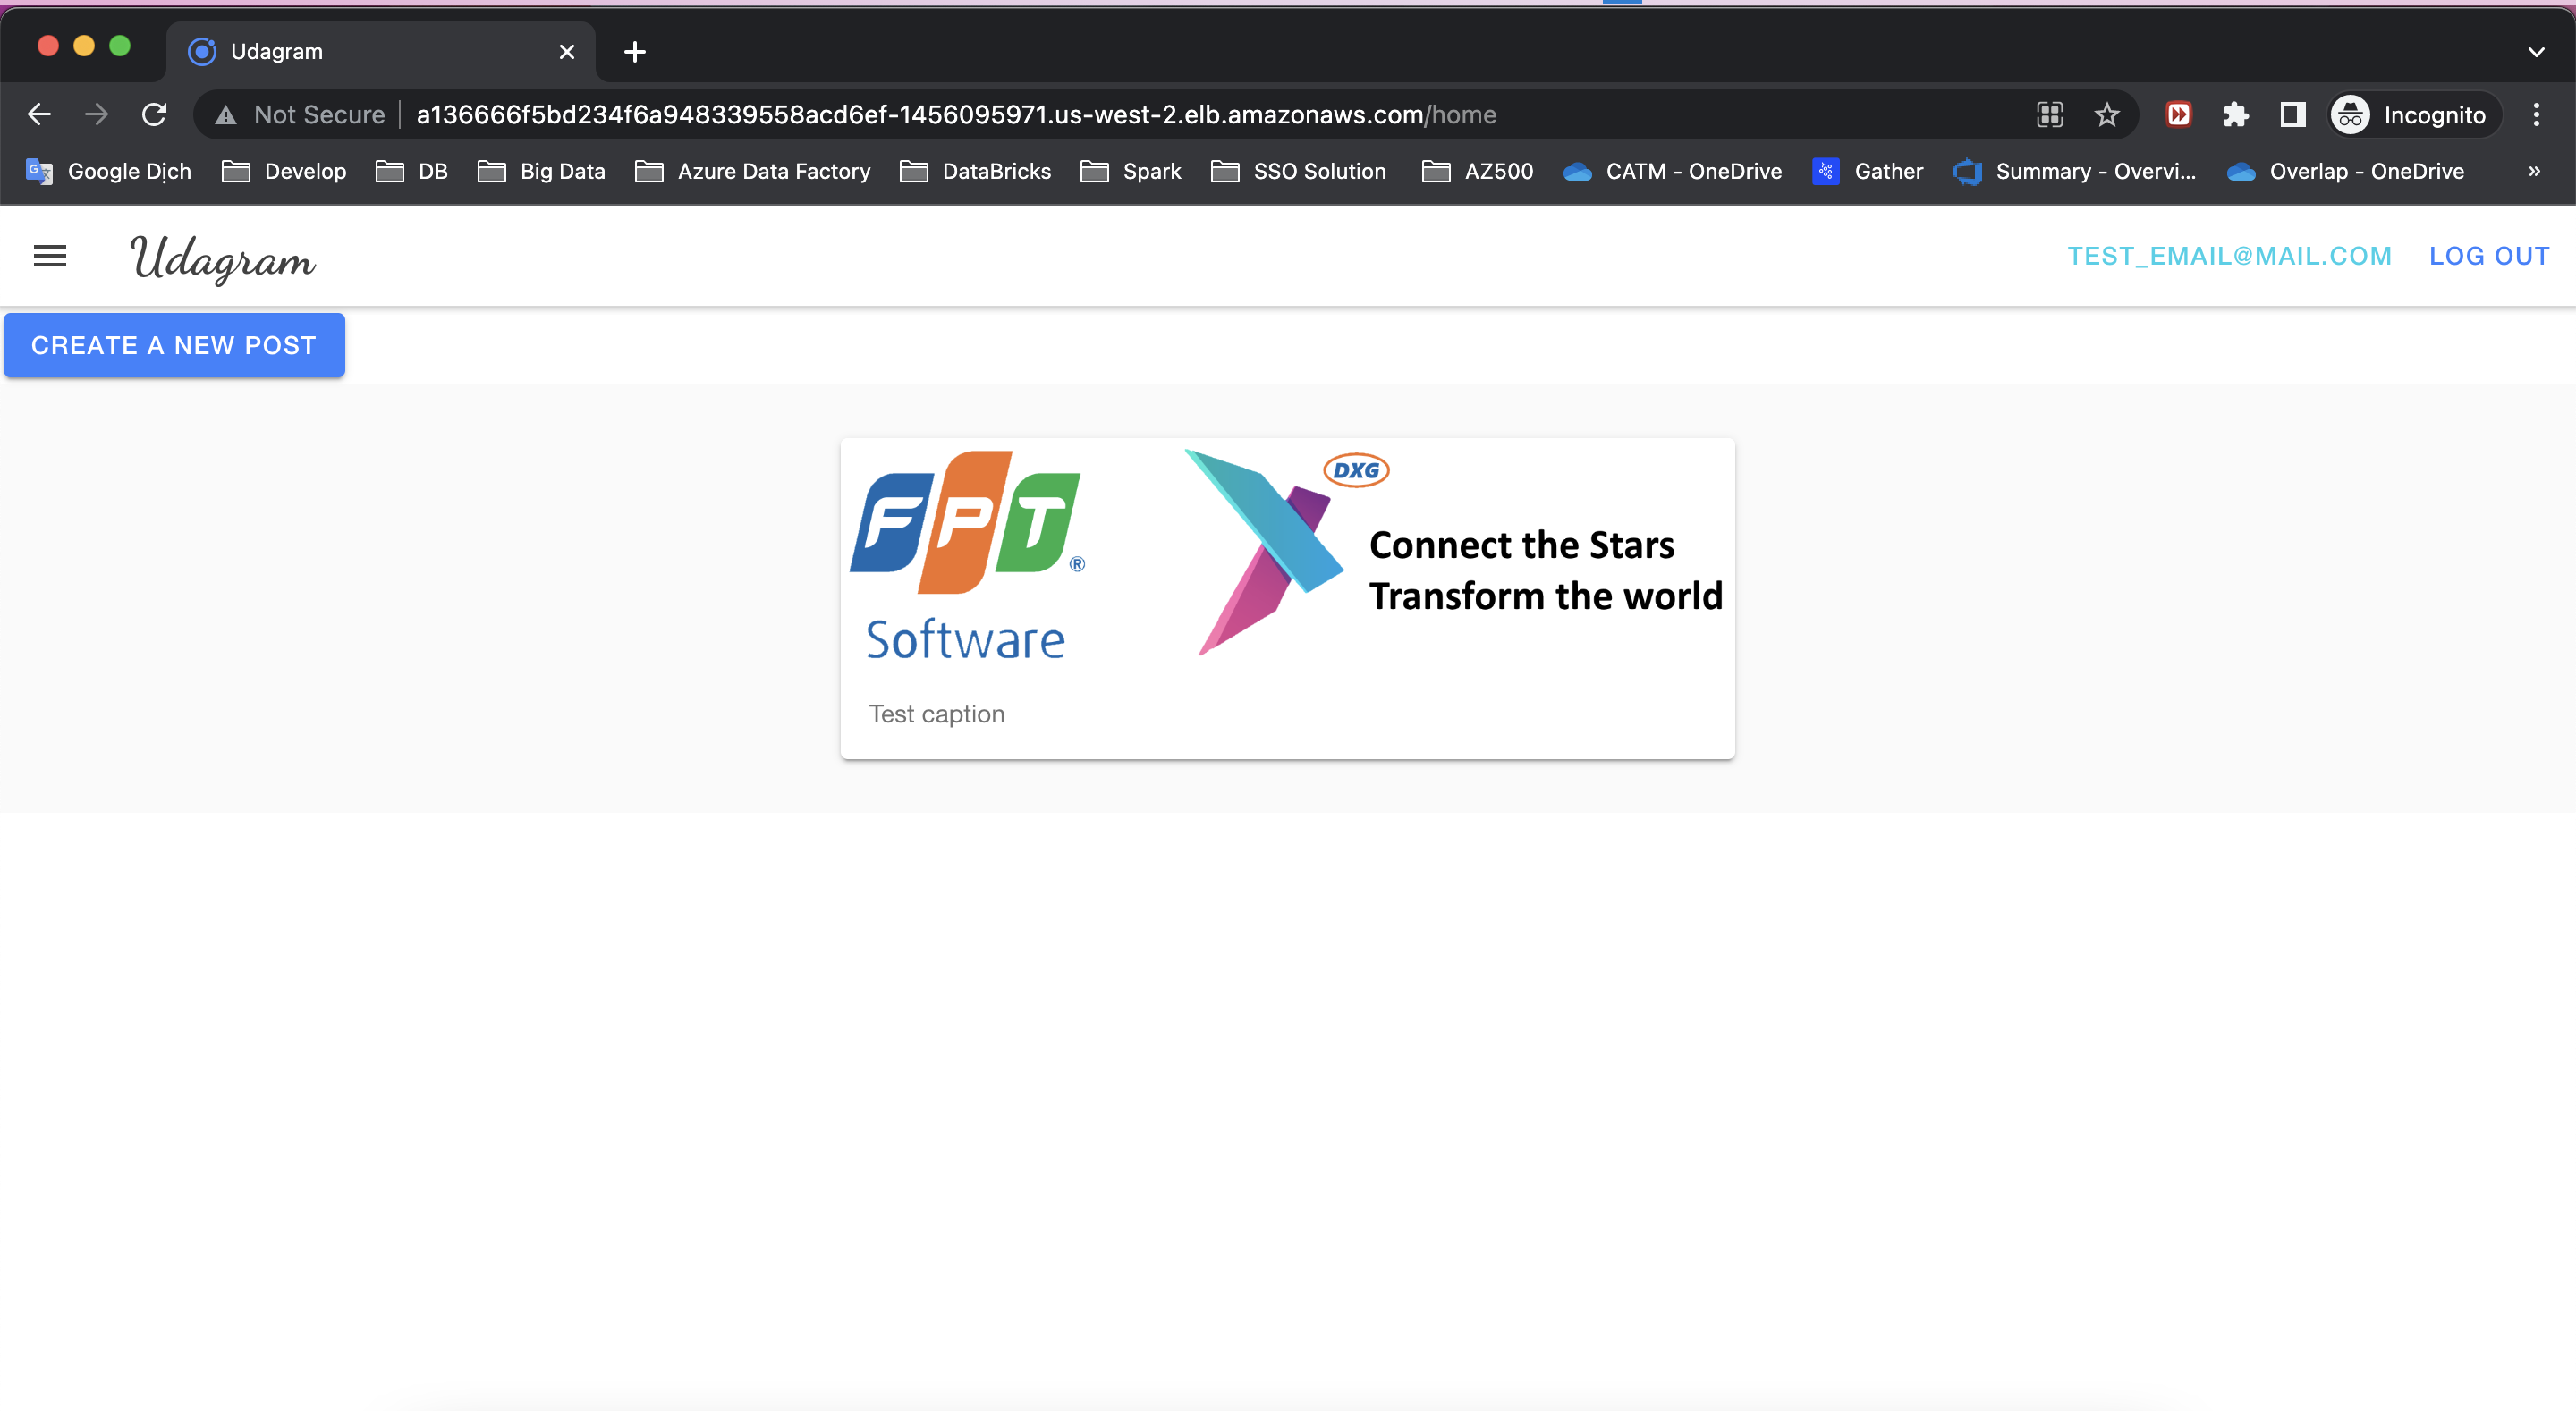 Udagram
Not Secure a136666f5bd234f6a948339558acd6ef-1456095971.us-west-2.elb.amazonaws.com/home Incognito
Google Dịch Develop DB Big Data Azure Data Factory DataBricks Spark SSO Solution AZ500 CATM - OneDrive Gather Summary - Overvi... Overlap - OneDrive »
Udagram TEST_EMAIL@MAIL.COM LOG OUT
CREATE A NEW POST
DXG
FPT®
Connect the Stars
Transform the world
Software
Test caption